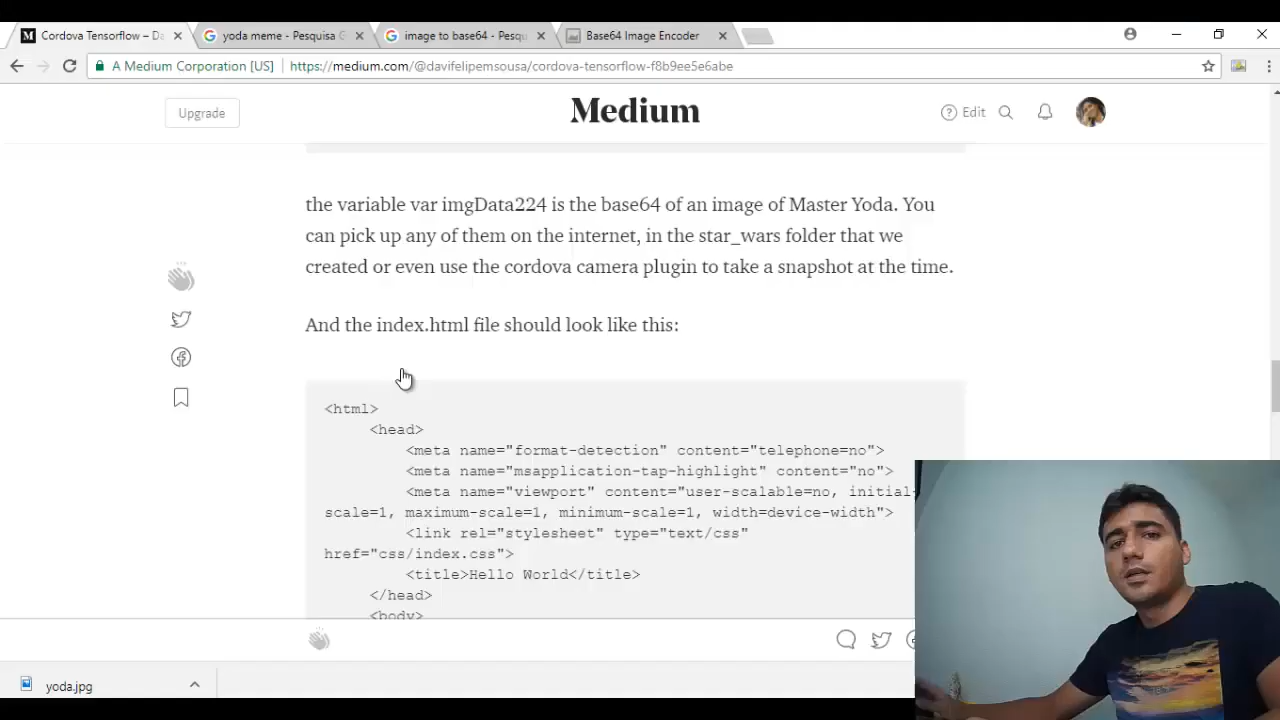 Cordova Tensorflow – Da
yoda meme - Pesquisa G
image to base64 - Pesqu
Base64 Image Encoder
A Medium Corporation [US]
https://medium.com/@davifelipemsousa/cordova-tensorflow-f8b9ee5e6abe
Upgrade
Medium
Edit
the variable var imgData224 is the base64 of an image of Master Yoda. You
can pick up any of them on the internet, in the star_wars folder that we
created or even use the cordova camera plugin to take a snapshot at the time.
And the index.html file should look like this:
<html>
<head>
<meta name="format-detection" content="telephone=no">
<meta name="msapplication-tap-highlight" content="no">
<meta name="viewport" content="user-scalable=no, initial-
scale=1, maximum-scale=1, minimum-scale=1, width=device-width">
<link rel="stylesheet" type="text/css"
href="css/index.css">
<title>Hello World</title>
</head>
<body>
yoda.jpg